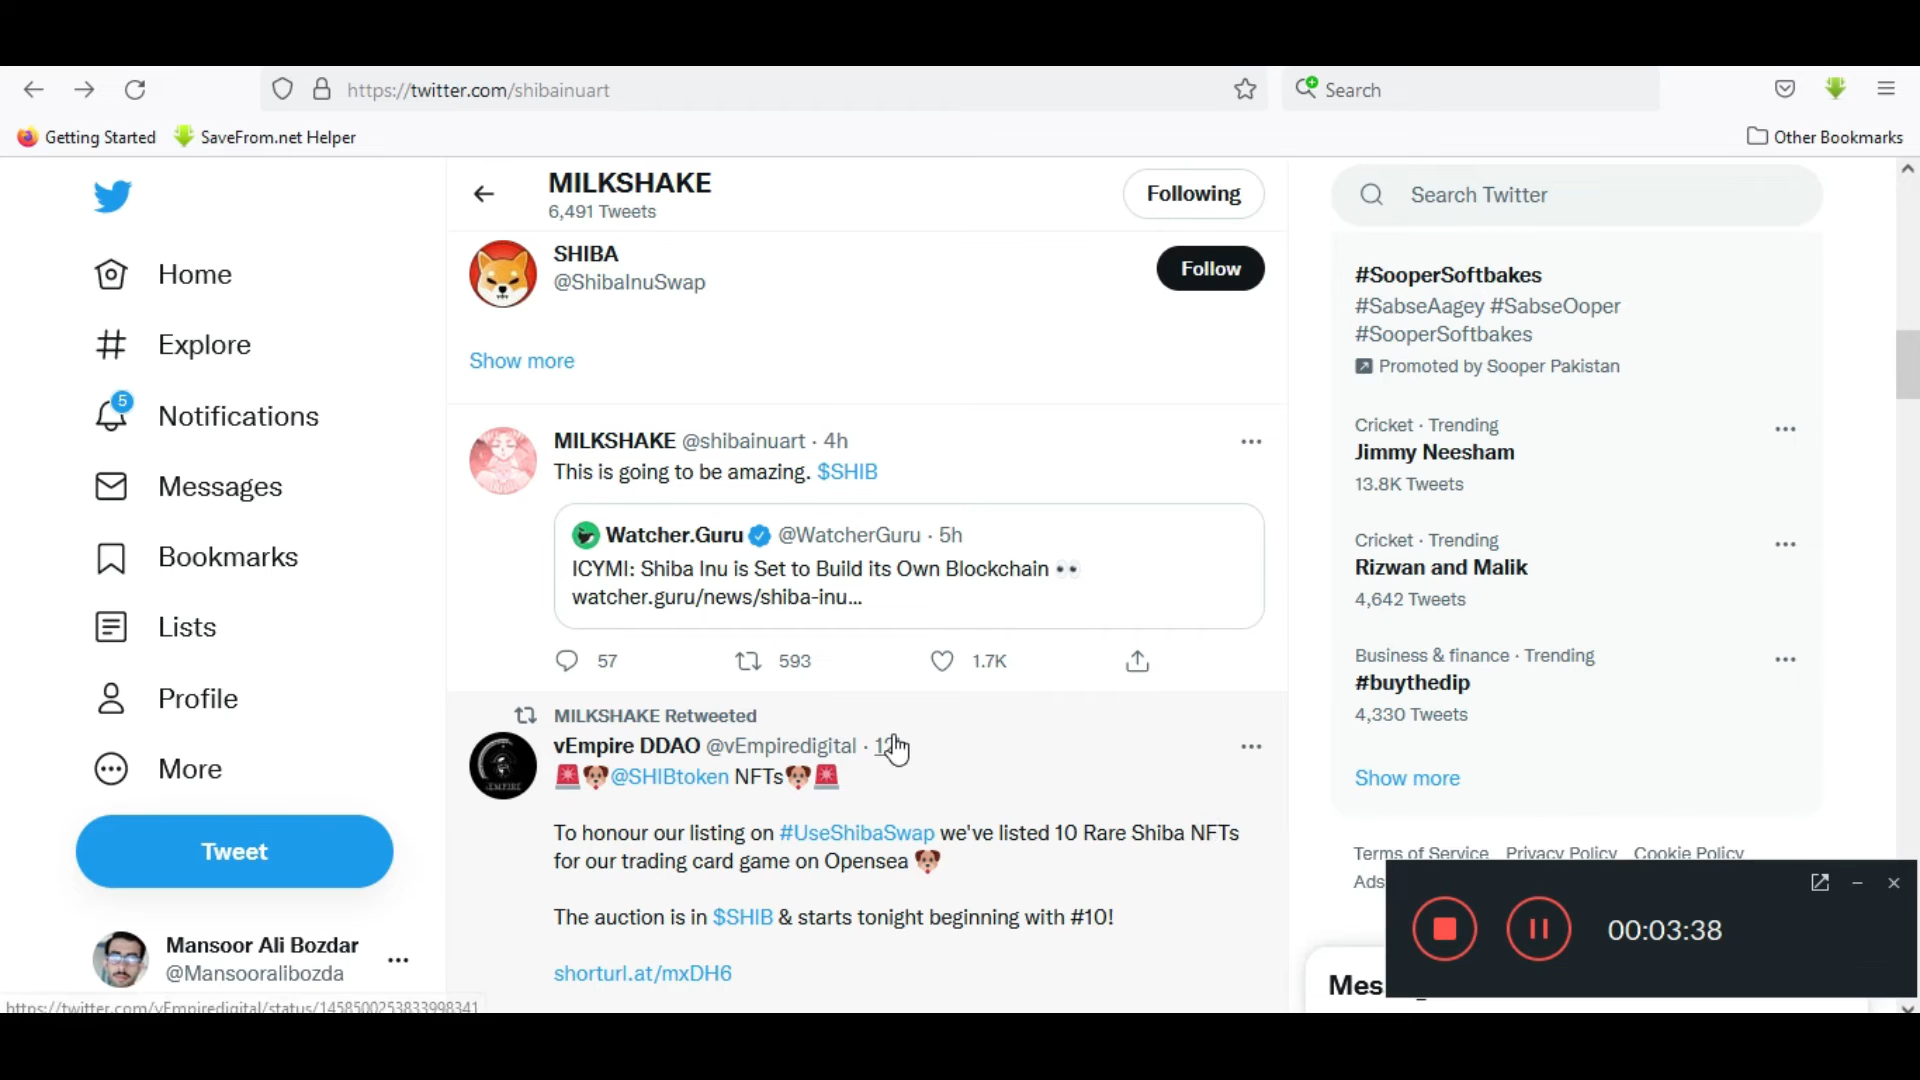 https://twitter.com/shibainuart
Search
Getting Started
SaveFrom.net Helper
Other Bookmarks
Home
Explore
5
Notifications
Messages
Bookmarks
Lists
Profile
More
Tweet
Mansoor Ali Bozdar
@Mansooralibozda
https://twitter.com/vEmpiredigital/status/1458500253833998341
MILKSHAKE
6,491 Tweets
Following
SHIBA
@ShibaInuSwap
Follow
Show more
MILKSHAKE @shibainuart · 4h
This is going to be amazing. $SHIB
Watcher.Guru @WatcherGuru · 5h
ICYMI: Shiba Inu is Set to Build its Own Blockchain 👀
watcher.guru/news/shiba-inu...
57
593
1.7K
MILKSHAKE Retweeted
vEmpire DDAO @vEmpiredigital ·
🚨🐶@SHIBtoken NFTs🐶🚨
To honour our listing on #UseShibaSwap we've listed 10 Rare Shiba NFTs
for our trading card game on Opensea 🐶
The auction is in $SHIB & starts tonight beginning with #10!
shorturl.at/mxDH6
Search Twitter
#SooperSoftbakes
#SabseAagey #SabseOoper
#SooperSoftbakes
Promoted by Sooper Pakistan
Cricket · Trending
Jimmy Neesham
13.8K Tweets
Cricket · Trending
Rizwan and Malik
4,642 Tweets
Business & finance · Trending
#buythedip
4,330 Tweets
Show more
Terms of Service Privacy Policy Cookie Policy
Ads
00:03:38